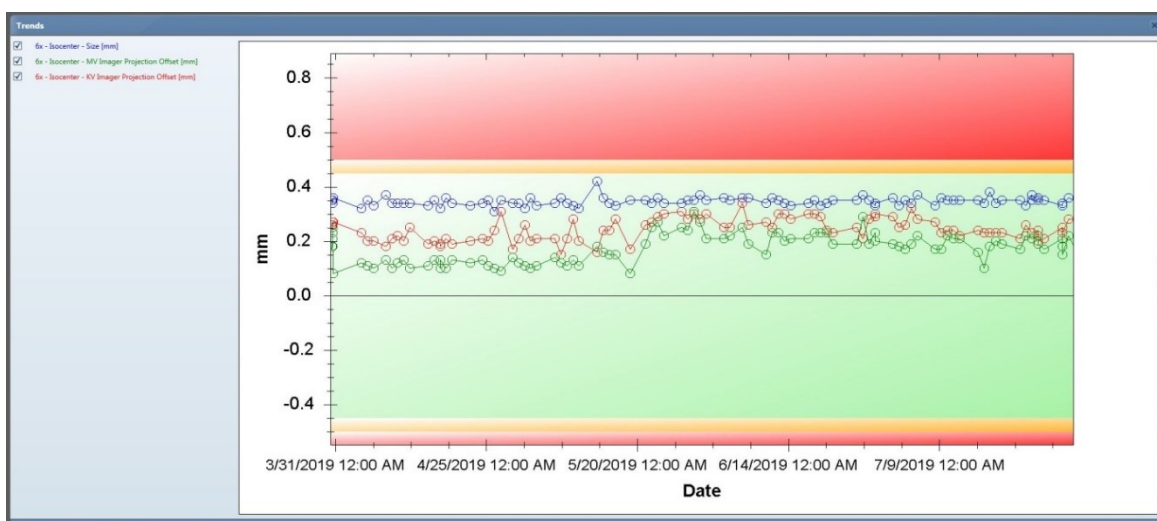 Trends
6x - Isocenter - Size [mm]
6x - Isocenter - MV Imager Projection Offset [mm]
6x - Isocenter - KV Imager Projection Offset [mm]
0.8
0.6
0.4
0.2
0.0
-0.2
-0.4
mm
3/31/2019 12:00 AM 4/25/2019 12:00 AM 5/20/2019 12:00 AM 6/14/2019 12:00 AM 7/9/2019 12:00 AM
Date